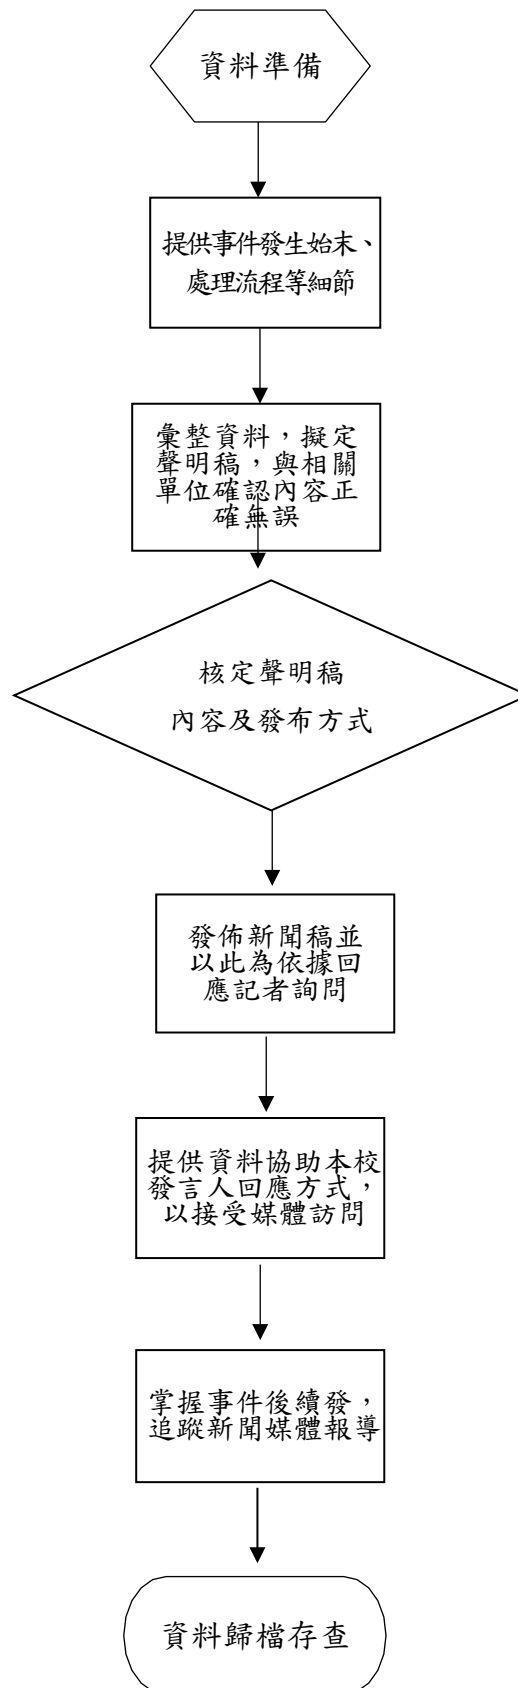 資料準備
提供事件發生始末、
處理流程等細節
彙整資料，擬定
聲明稿，與相關
單位確認內容正
確無誤
核定聲明稿
內容及發布方式
發佈新聞稿並
以此為依據回
應記者詢問
提供資料協助本校
發言人回應方式，
以接受媒體訪問
掌握事件後續發，
追蹤新聞媒體報導
資料歸檔存查